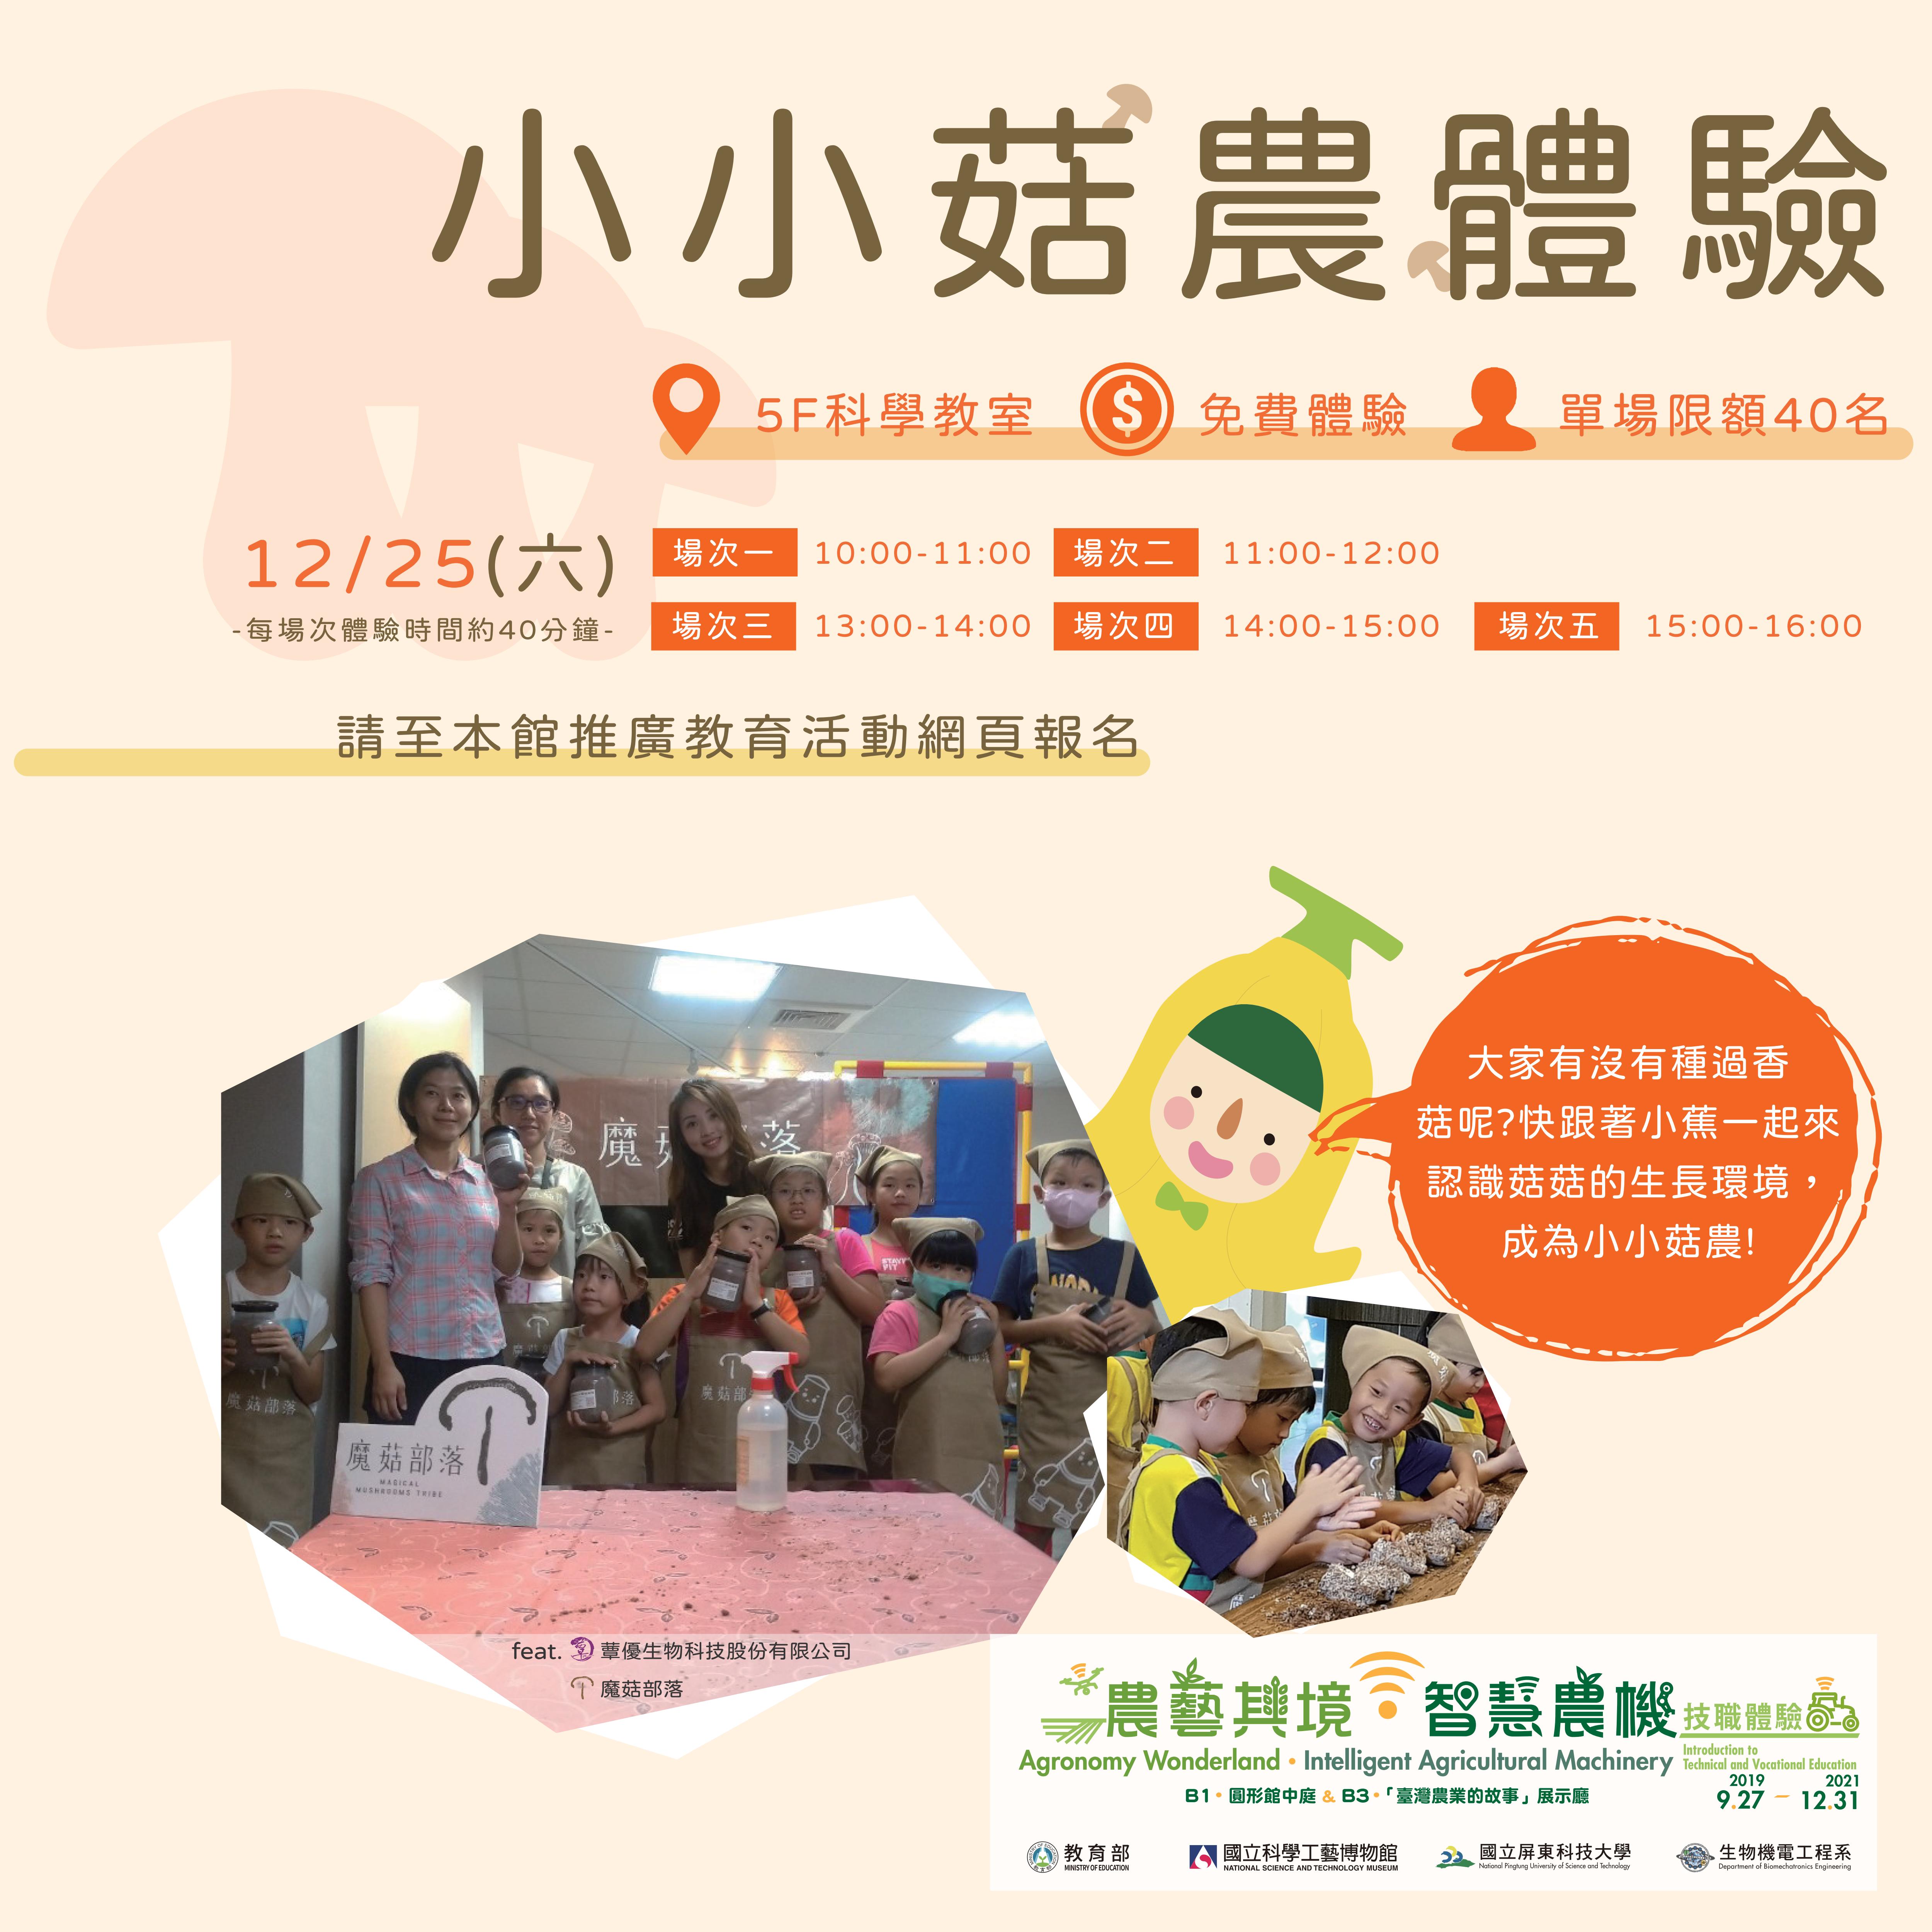 小小菇農體驗
5F科學教室 免費體驗 單場限額40名
12/25(六)
-每場次體驗時間約40分鐘-
場次一 10:00-11:00 場次二 11:00-12:00
場次三 13:00-14:00 場次四 14:00-15:00 場次五 15:00-16:00
請至本館推廣教育活動網頁報名
大家有沒有種過香
菇呢?快跟著小蕉一起來
認識菇菇的生長環境，
成為小小菇農!
魔菇部落
魔菇部落
魔菇部落
MAGICAL
MUSHROOMS TRIBE
feat. 蕈優生物科技股份有限公司
魔菇部落
農藝其境 智慧農機 技職體驗
Agronomy Wonderland • Intelligent Agricultural Machinery
Introduction to
Technical and Vocational Education
B1•圓形館中庭 & B3•「臺灣農業的故事」展示廳
2019 2021
9.27 – 12.31
教育部
MINISTRY OF EDUCATION
國立科學工藝博物館
NATIONAL SCIENCE AND TECHNOLOGY MUSEUM
國立屏東科技大學
National Pingtung University of Science and Technology
生物機電工程系
Department of Biomechatronics Engineering